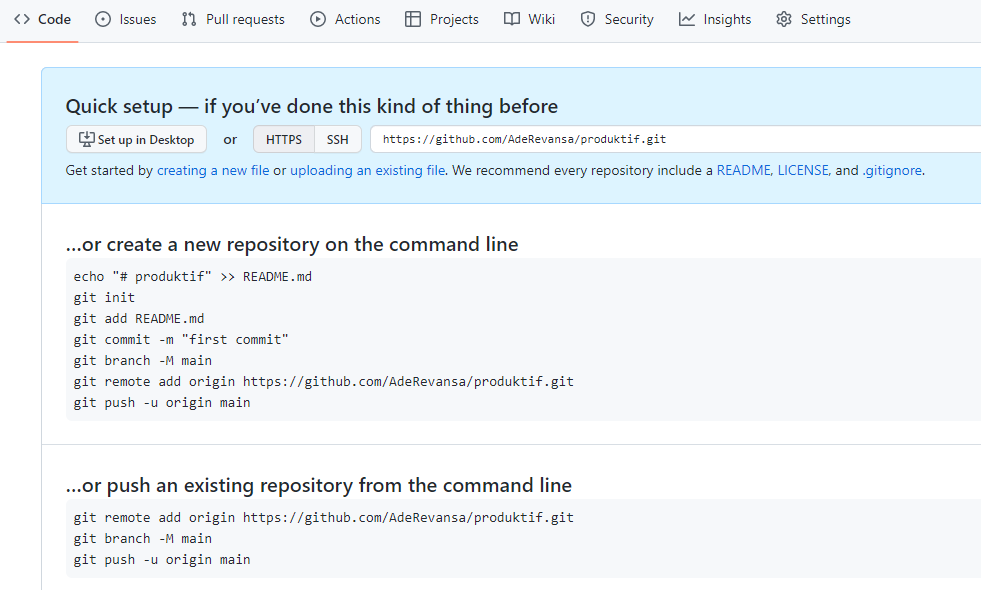 Code Issues Pull requests Actions Projects Wiki Security Insights Settings
Quick setup — if you’ve done this kind of thing before
Set up in Desktop or HTTPS SSH https://github.com/AdeRevansa/produktif.git
Get started by creating a new file or uploading an existing file. We recommend every repository include a README, LICENSE, and .gitignore.
…or create a new repository on the command line
echo "# produktif" >> README.md
git init
git add README.md
git commit -m "first commit"
git branch -M main
git remote add origin https://github.com/AdeRevansa/produktif.git
git push -u origin main
…or push an existing repository from the command line
git remote add origin https://github.com/AdeRevansa/produktif.git
git branch -M main
git push -u origin main